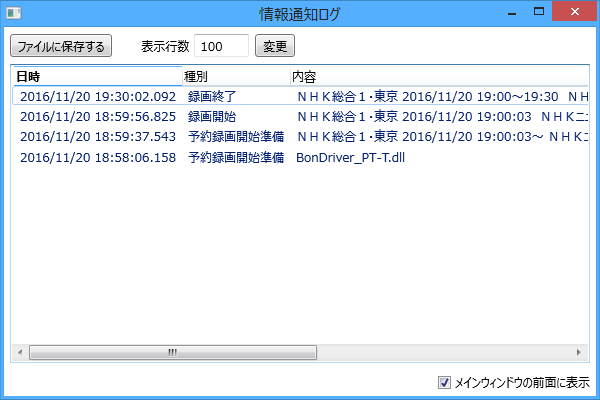 情報通知ログ
ファイルに保存する 表示行数 100 変更
日時 種別 内容
2016/11/20 19:30:02.092 録画終了 ＮＨＫ総合１・東京 2016/11/20 19:00～19:30 ＮＨ
2016/11/20 18:59:56.825 録画開始 ＮＨＫ総合１・東京 2016/11/20 19:00:03 ＮＨＫニュ
2016/11/20 18:59:37.543 予約録画開始準備 ＮＨＫ総合１・東京 2016/11/20 19:00:03～ ＮＨＫニ
2016/11/20 18:58:06.158 予約録画開始準備 BonDriver_PT-T.dll
メインウィンドウの前面に表示